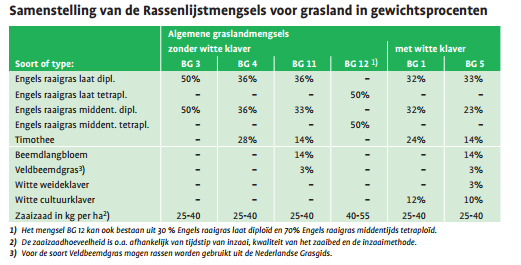 Samenstelling van de Rassenlijstmengsels voor grasland in gewichtsprocenten
Algemene graslandmengsels
zonder witte klaver met witte klaver
Soort of type: BG 3 BG 4 BG 11 BG 12 1) BG 1 BG 5
Engels raaigras laat dipl. 50% 36% 36% – 32% 33%
Engels raaigras laat tetrapl. – – – 50% – –
Engels raaigras middent. dipl. 50% 36% 33% – 32% 23%
Engels raaigras middent. tetrapl. – – – 50% – –
Timothee – 28% 14% – 24% 14%
Beemdlangbloem – – 14% – – 14%
Veldbeemdgras3) – – 3% – – 3%
Witte weideklaver – – – – – 3%
Witte cultuurklaver – – – – 12% 10%
Zaaizaad in kg per ha2) 25-40 25-40 25-40 40-55 25-40 25-40
1) Het mengsel BG 12 kan ook bestaan uit 30 % Engels raaigras laat diploïd en 70% Engels raaigras middentijds tetraploïd.
2) De zaaizaadhoeveelheid is o.a. afhankelijk van tijdstip van inzaai, kwaliteit van het zaaibed en de inzaaimethode.
3) Voor de soort Veldbeemdgras mogen rassen worden gebruikt uit de Nederlandse Grasgids.